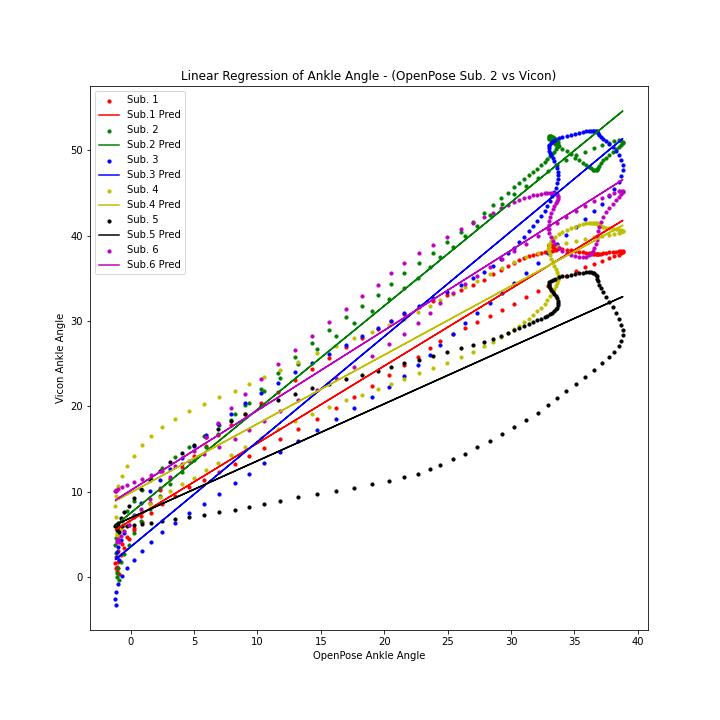 Linear Regression of Ankle Angle - (OpenPose Sub. 2 vs Vicon)
Sub. 1
Sub.1 Pred
Sub. 2
Sub.2 Pred
Sub. 3
Sub.3 Pred
Sub. 4
Sub.4 Pred
Sub. 5
Sub.5 Pred
Sub. 6
Sub.6 Pred
Vicon Ankle Angle
50
40
30
20
10
0
0 5 10 15 20 25 30 35 40
OpenPose Ankle Angle